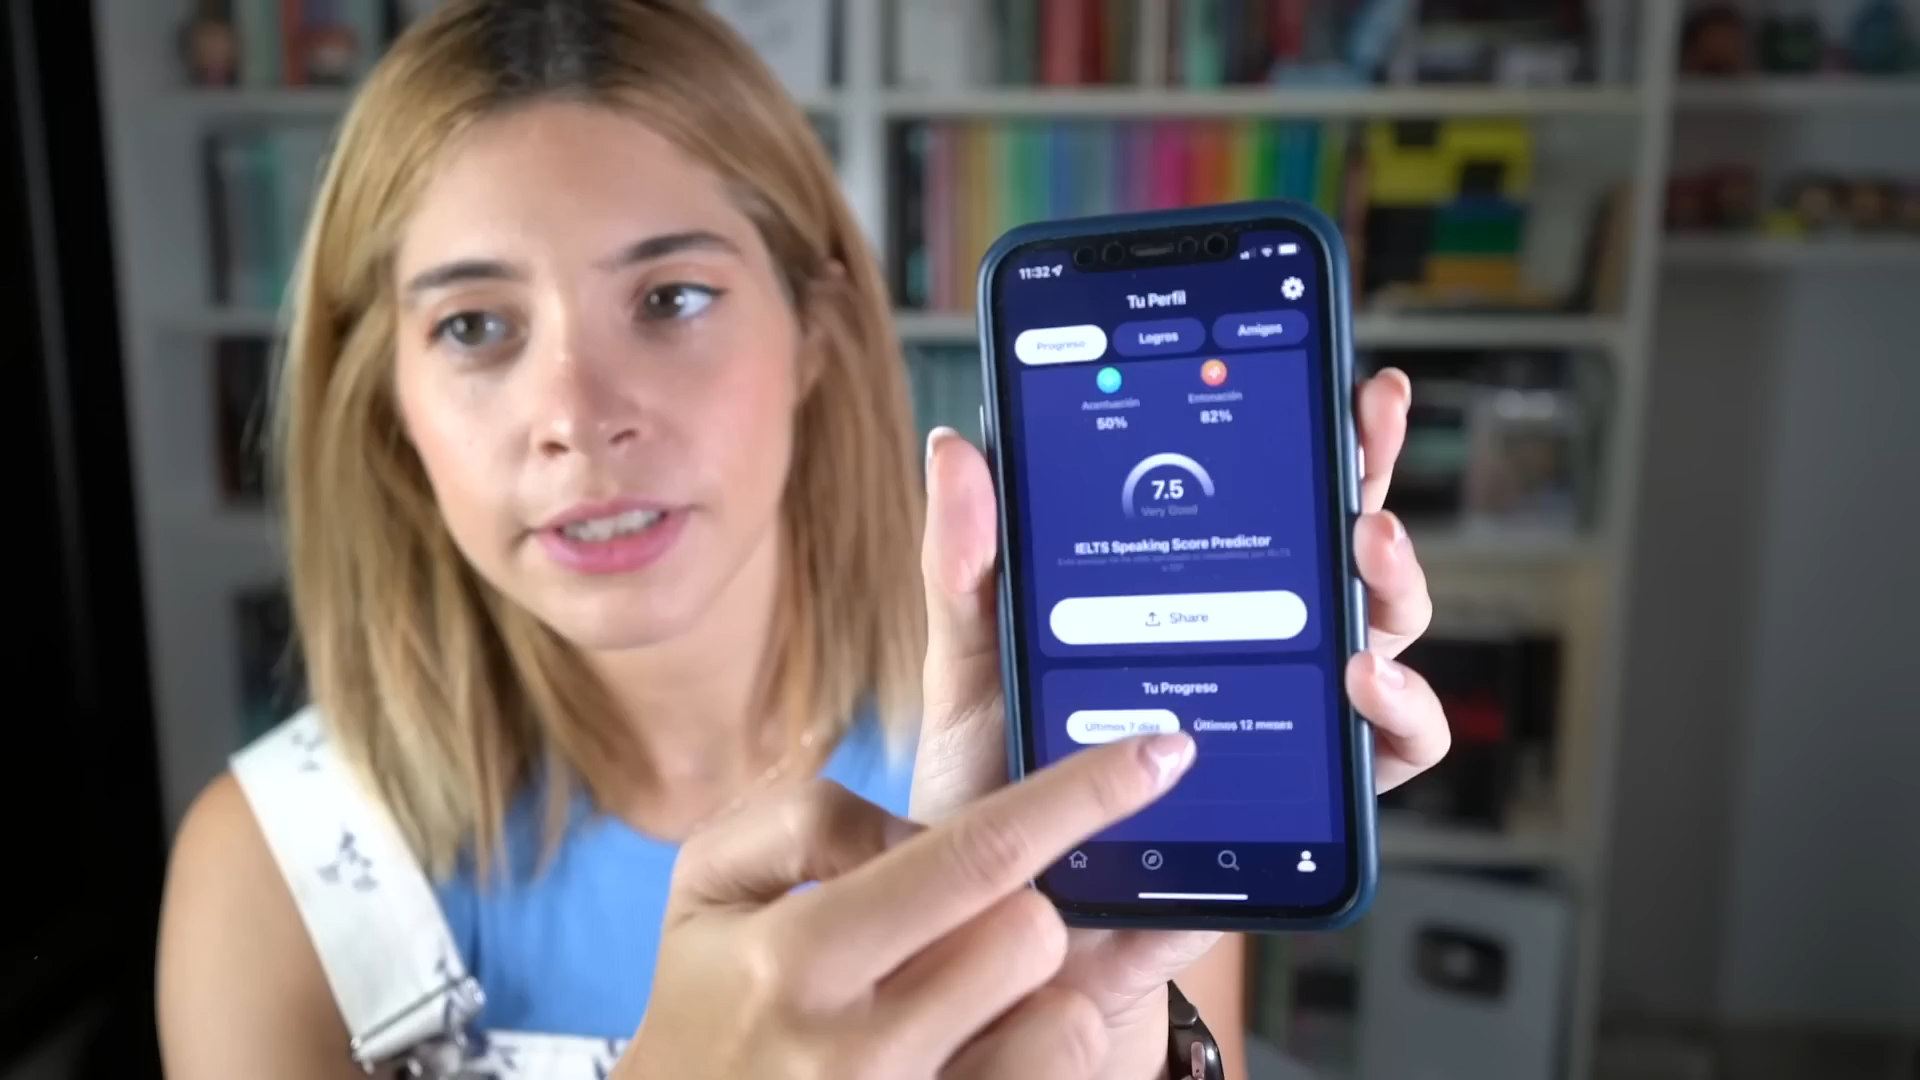 11:32
Tu Perfil
Progreso Logros Amigos
Acentuación Entonación
50% 82%
7.5
Very Good
IELTS Speaking Score Predictor
Share
Tu Progreso
Últimos 7 días Últimos 12 meses